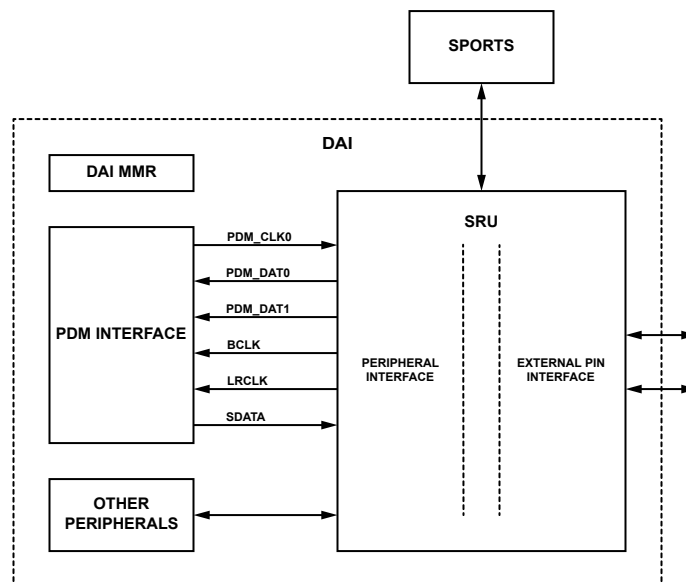 SPORTS
DAI
DAI MMR
SRU
PDM_CLK0
PDM_DAT0
PDM_DAT1
PDM INTERFACE
BCLK
PERIPHERAL
INTERFACE
EXTERNAL PIN
INTERFACE
LRCLK
SDATA
OTHER
PERIPHERALS